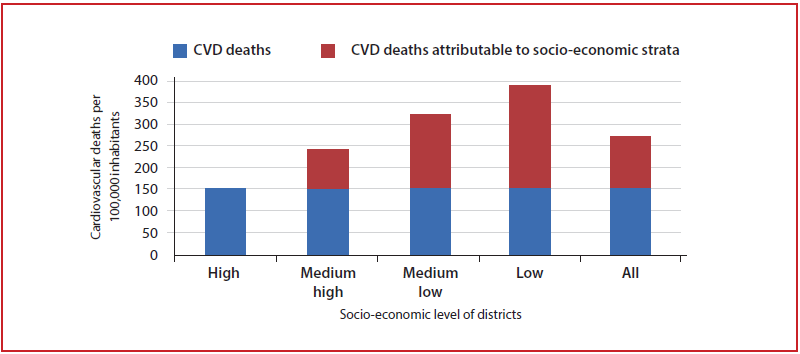 CVD deaths
CVD deaths attributable to socio-economic strata
Cardiovascular deaths per
100,000 inhabitants
400
350
300
250
200
150
100
50
0
High
Medium
high
Medium
low
Low
All
Socio-economic level of districts